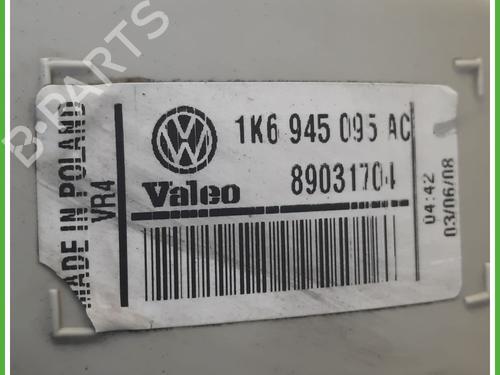 1K6 945 095 AC
Valeo
89031704
MADE IN POLAND
VR4
04:42
03/06/08
B-PARTS